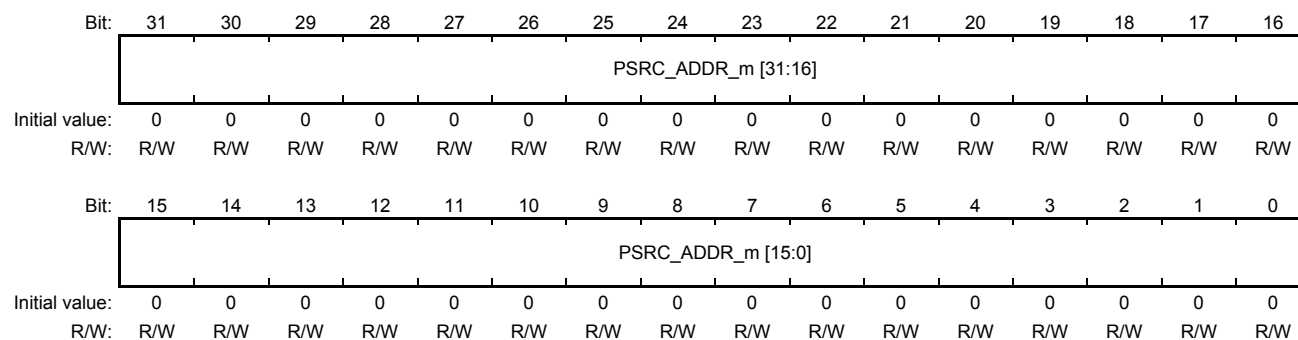 Bit: 31 30 29 28 27 26 25 24 23 22 21 20 19 18 17 16
PSRC_ADDR_m [31:16]
Initial value: 0 0 0 0 0 0 0 0 0 0 0 0 0 0 0 0
R/W: R/W R/W R/W R/W R/W R/W R/W R/W R/W R/W R/W R/W R/W R/W R/W R/W
Bit: 15 14 13 12 11 10 9 8 7 6 5 4 3 2 1 0
PSRC_ADDR_m [15:0]
Initial value: 0 0 0 0 0 0 0 0 0 0 0 0 0 0 0 0
R/W: R/W R/W R/W R/W R/W R/W R/W R/W R/W R/W R/W R/W R/W R/W R/W R/W